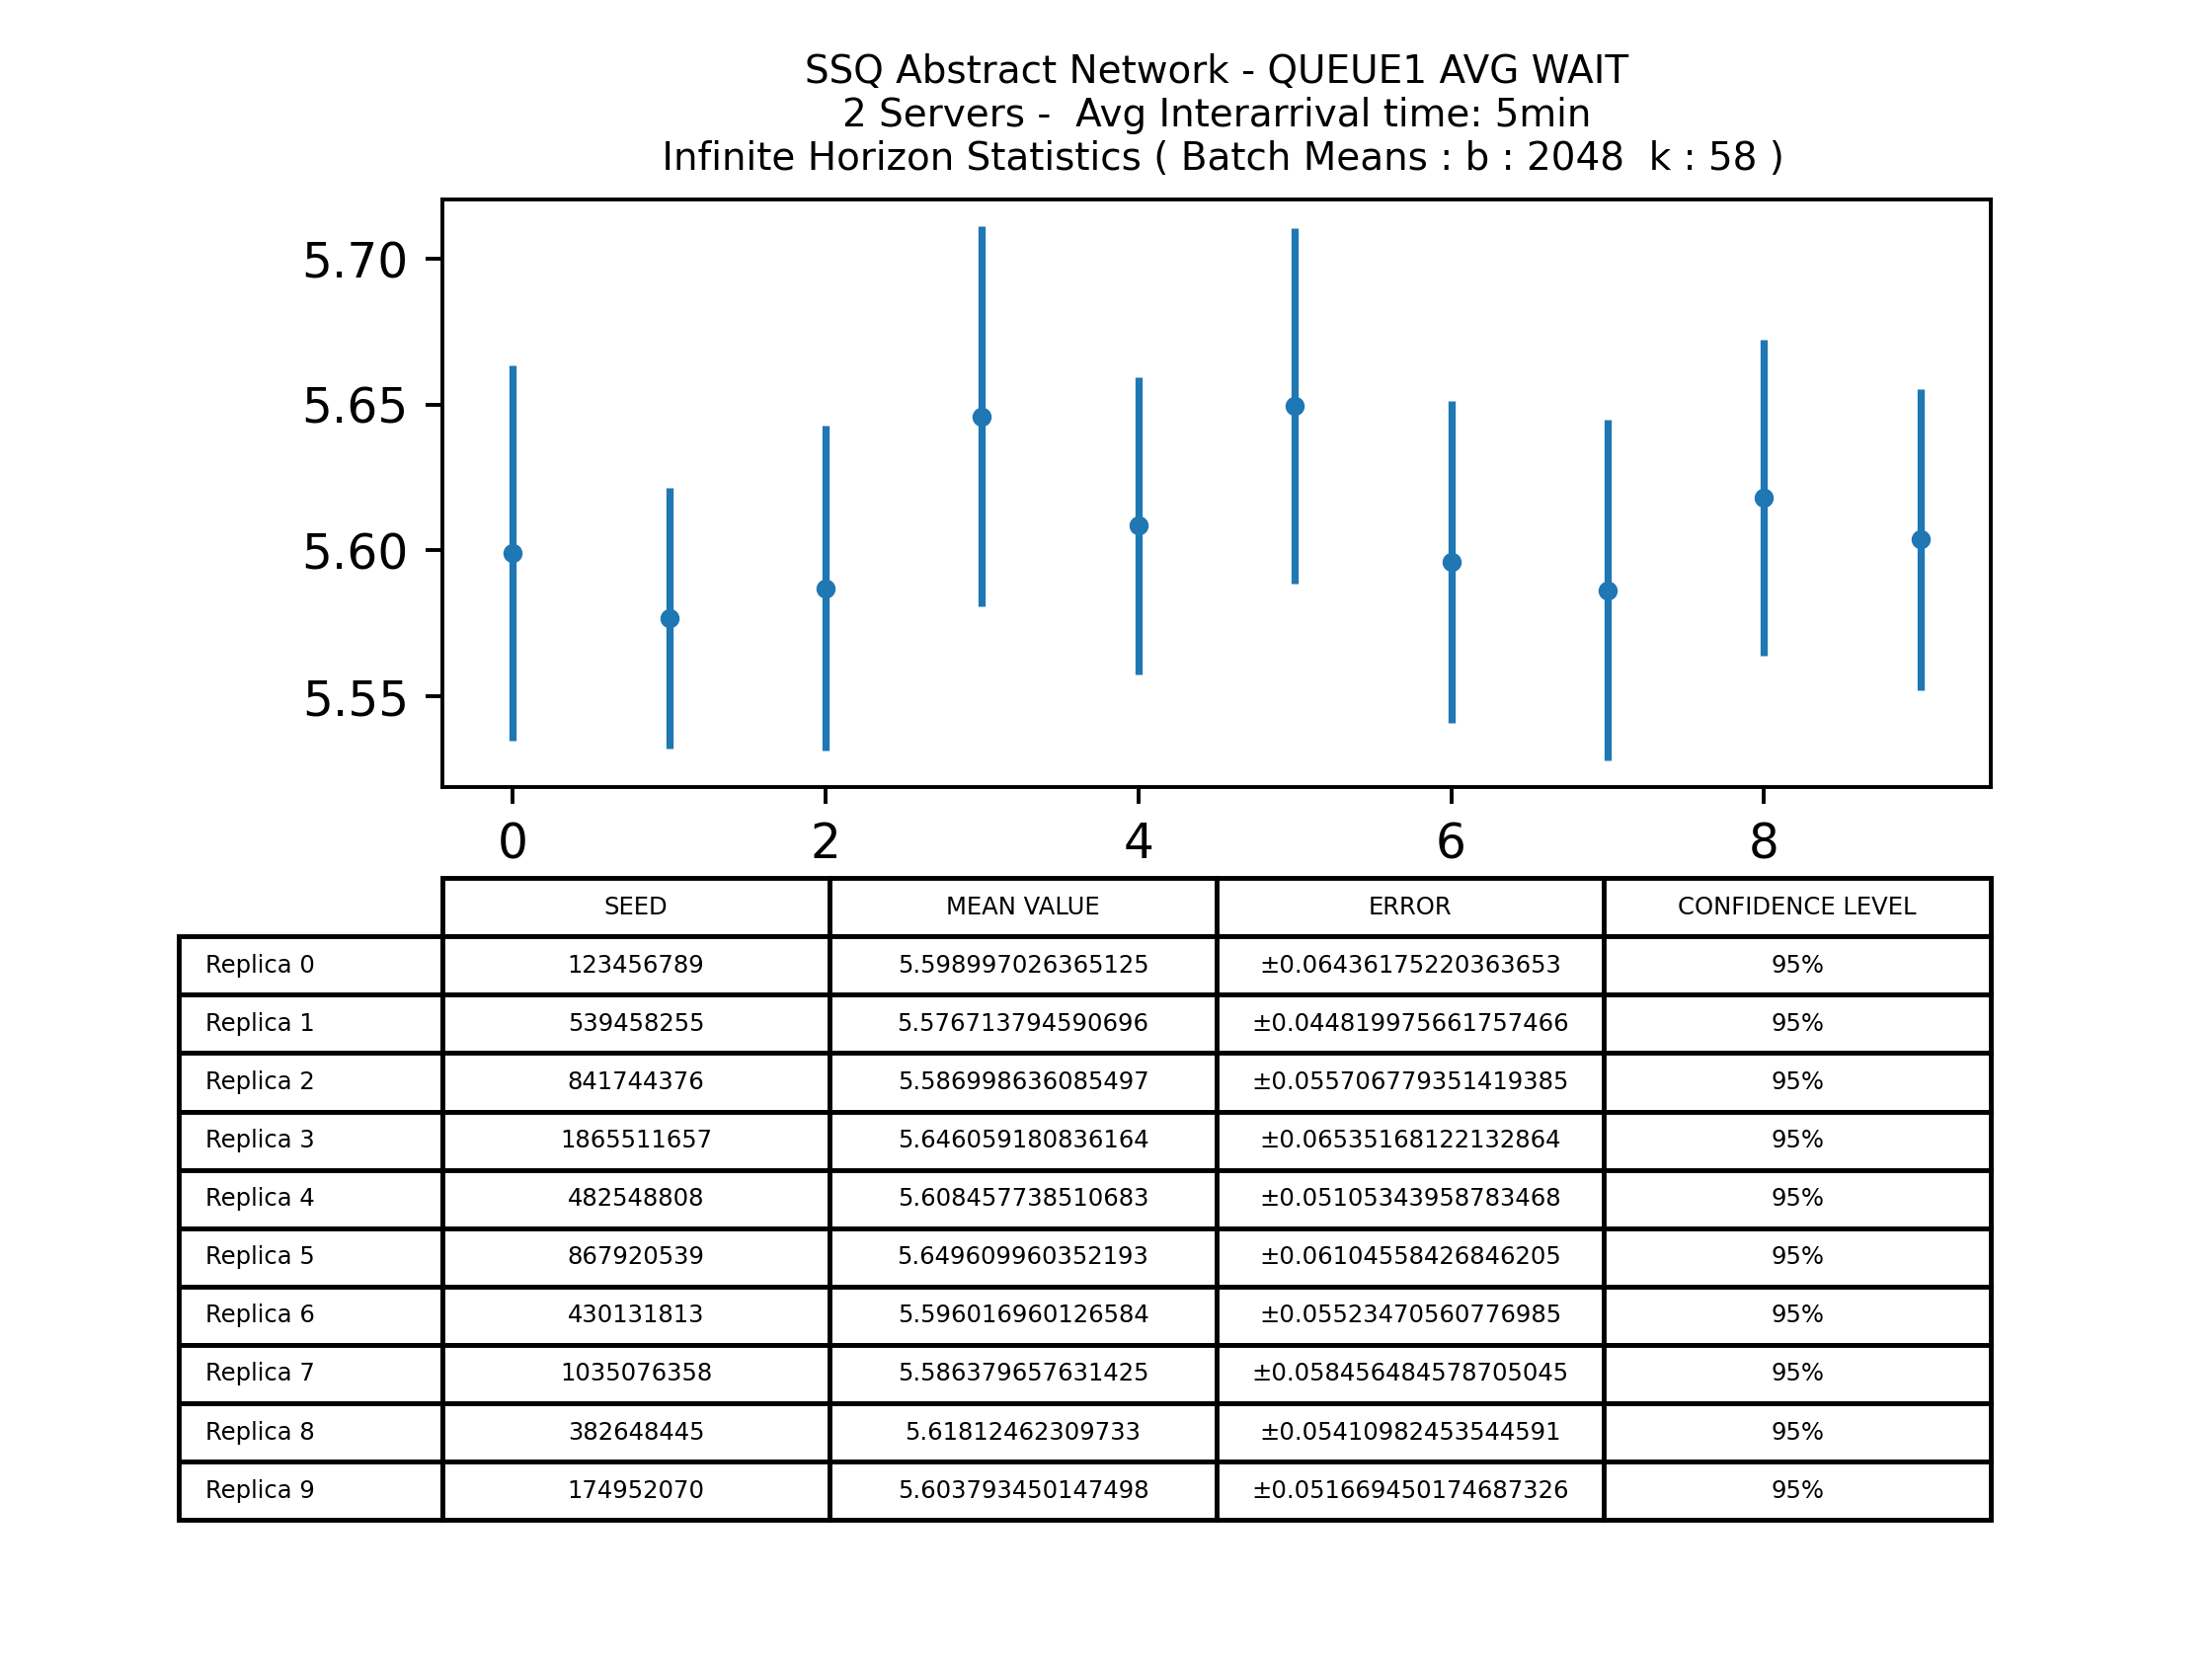 SSQ Abstract Network - QUEUE1 AVG WAIT
2 Servers -  Avg Interarrival time: 5min
Infinite Horizon Statistics ( Batch Means : b : 2048  k : 58 )
5.70
5.65
5.60
5.55
0 2 4 6 8
SEED MEAN VALUE ERROR CONFIDENCE LEVEL
Replica 0 123456789 5.598997026365125 ±0.06436175220363653 95%
Replica 1 539458255 5.576713794590696 ±0.044819975661757466 95%
Replica 2 841744376 5.586998636085497 ±0.055706779351419385 95%
Replica 3 1865511657 5.646059180836164 ±0.06535168122132864 95%
Replica 4 482548808 5.608457738510683 ±0.05105343958783468 95%
Replica 5 867920539 5.649609960352193 ±0.06104558426846205 95%
Replica 6 430131813 5.596016960126584 ±0.05523470560776985 95%
Replica 7 1035076358 5.586379657631425 ±0.058456484578705045 95%
Replica 8 382648445 5.61812462309733 ±0.05410982453544591 95%
Replica 9 174952070 5.603793450147498 ±0.051669450174687326 95%